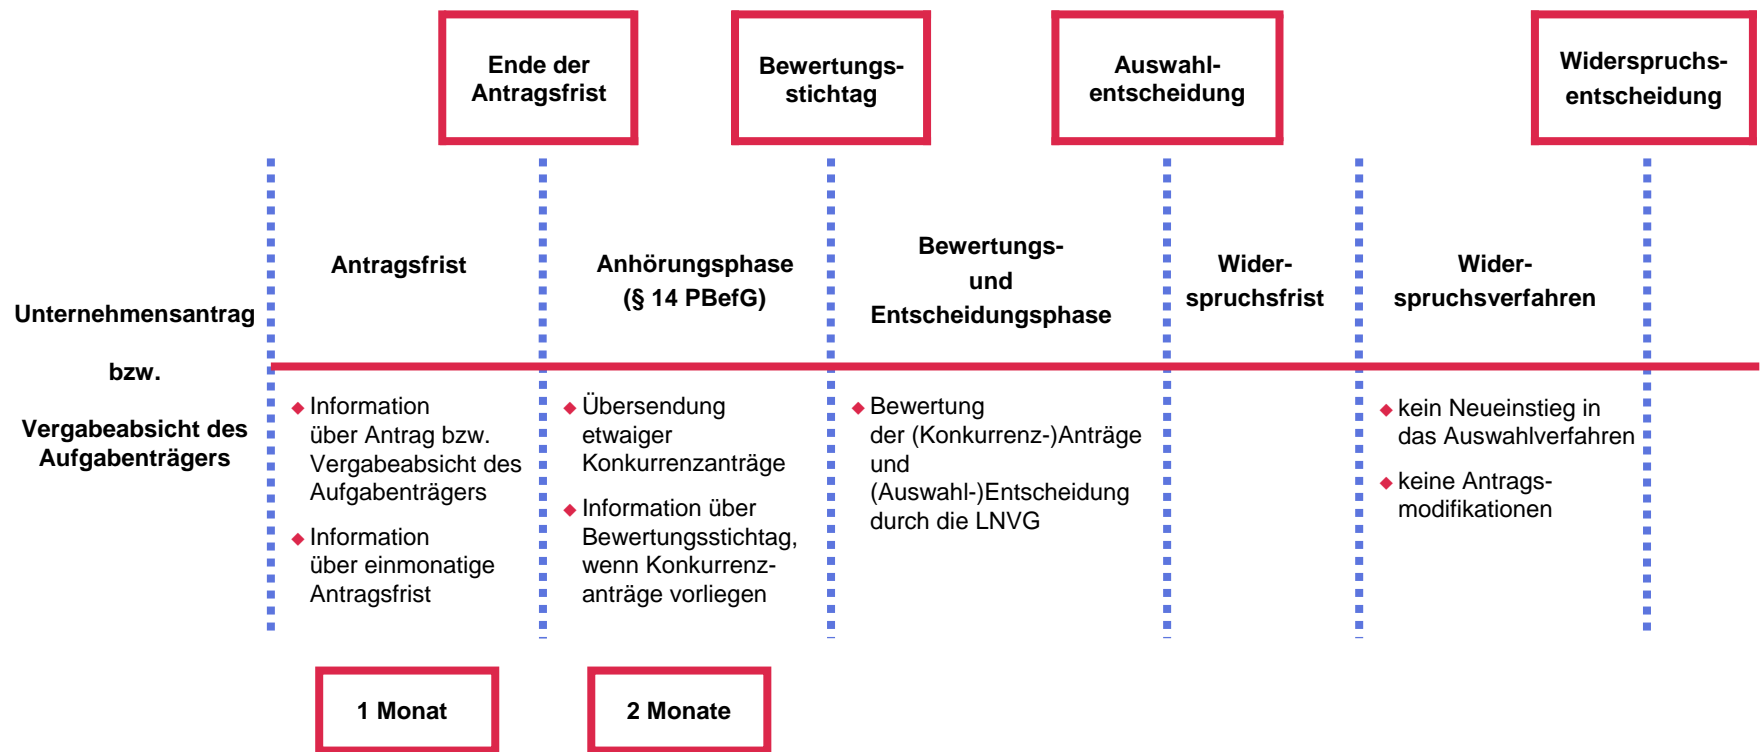 Ende der
Antragsfrist
Bewertungs-
stichtag
Auswahl-
entscheidung
Widerspruchs-
entscheidung
Unternehmensantrag
bzw.
Vergabeabsicht des
Aufgabenträgers
Antragsfrist
Anhörungsphase
(§ 14 PBefG)
Bewertungs-
und
Entscheidungsphase
Wider-
spruchsfrist
Wider-
spruchsverfahren
Information
über Antrag bzw.
Vergabeabsicht des
Aufgabenträgers
Information
über einmonatige
Antragsfrist
Übersendung
etwaiger
Konkurrenzanträge
Information über
Bewertungsstichtag,
wenn Konkurrenz-
anträge vorliegen
Bewertung
der (Konkurrenz-)Anträge
und
(Auswahl-)Entscheidung
durch die LNVG
kein Neueinstieg in
das Auswahlverfahren
keine Antrags-
modifikationen
1 Monat
2 Monate